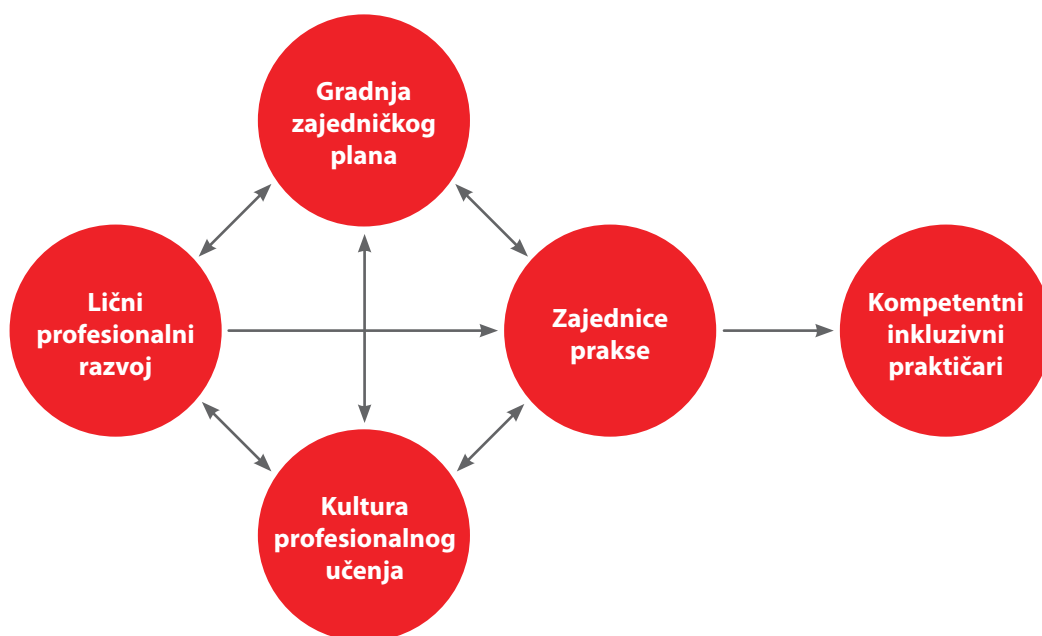 Gradnja
zajedničkog
plana
Lični
profesionalni
razvoj
Zajednice
prakse
Kompetentni
inkluzivni
praktičari
Kultura
profesionalnog
učenja